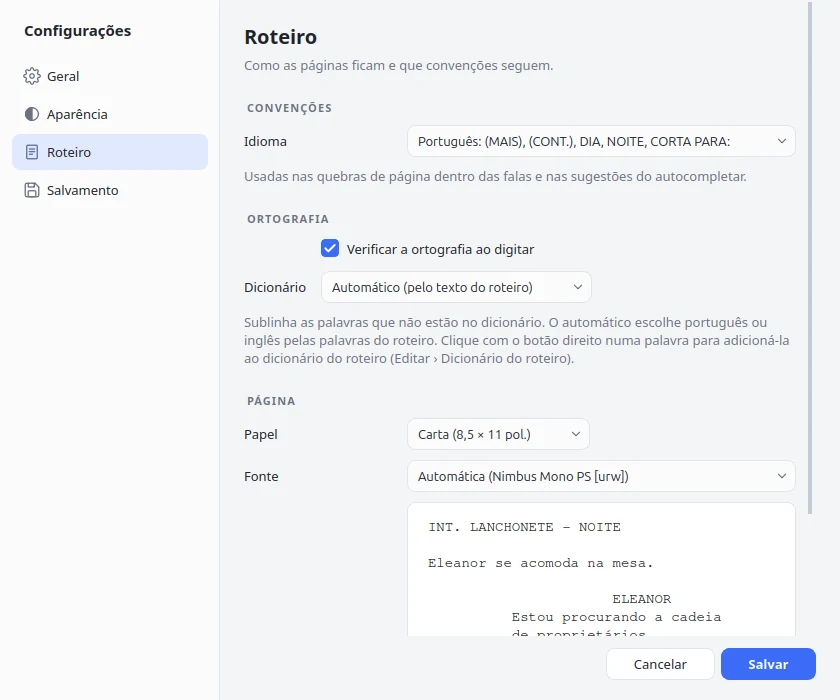 Configurações
Geral
Aparência
Roteiro
Salvamento
Roteiro
Como as páginas ficam e que convenções seguem.
CONVENÇÕES
Idioma
Português: (MAIS), (CONT.), DIA, NOITE, CORTA PARA:
Usadas nas quebras de página dentro das falas e nas sugestões do autocompletar.
ORTOGRAFIA
Verificar a ortografia ao digitar
Dicionário
Automático (pelo texto do roteiro)
Sublinha as palavras que não estão no dicionário. O automático escolhe português ou
inglês pelas palavras do roteiro. Clique com o botão direito numa palavra para adicioná-la
ao dicionário do roteiro (Editar › Dicionário do roteiro).
PÁGINA
Papel
Carta (8,5 × 11 pol.)
Fonte
Automática (Nimbus Mono PS [urw])
INT. LANCHONETE - NOITE
Eleanor se acomoda na mesa.
ELEANOR
Estou procurando a cadeia
de proprietários
Cancelar
Salvar